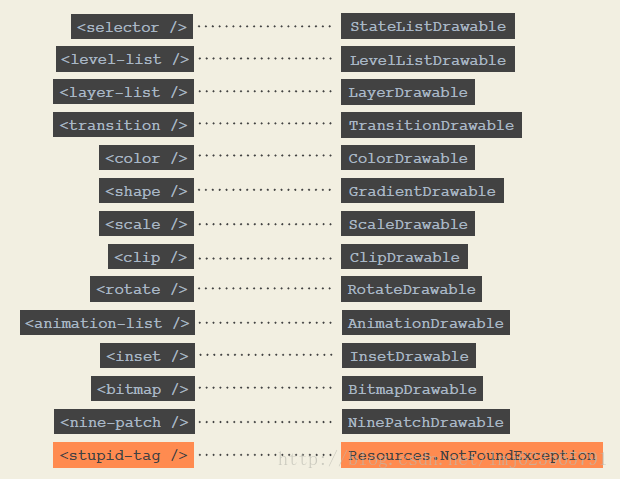 <selector /> ···················· StateListDrawable
<level-list /> ···················· LevelListDrawable
<layer-list /> ···················· LayerDrawable
<transition /> ···················· TransitionDrawable
<color /> ···················· ColorDrawable
<shape /> ···················· GradientDrawable
<scale /> ···················· ScaleDrawable
<clip /> ···················· ClipDrawable
<rotate /> ···················· RotateDrawable
<animation-list /> ···················· AnimationDrawable
<inset /> ···················· InsetDrawable
<bitmap /> ···················· BitmapDrawable
<nine-patch /> ···················· NinePatchDrawable
<stupid-tag /> ···················· Resources.NotFoundException